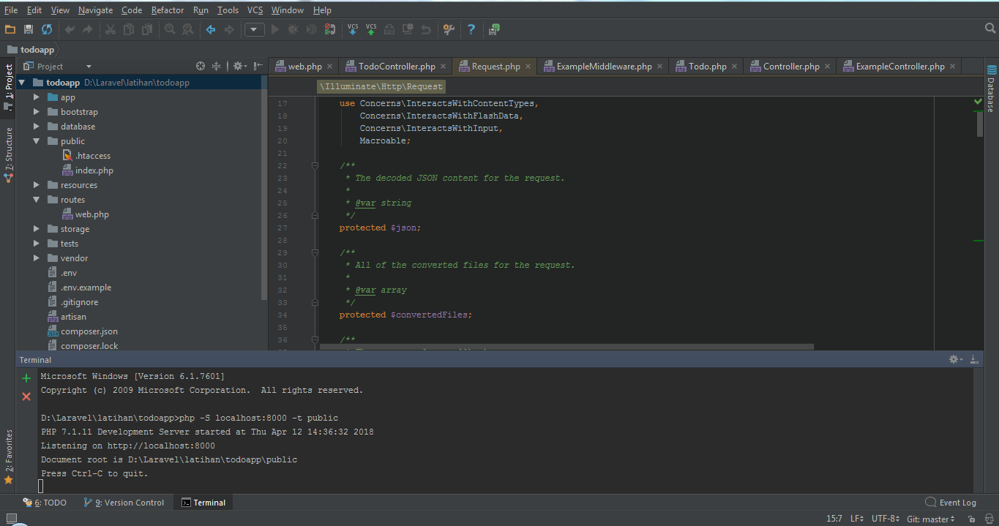 File Edit View Navigate Code Refactor Run Tools VCS Window Help
VCS VCS
todoapp
1: Project
7: Structure
2: Favorites
Project
todoapp D:\Laravel\latihan\todoapp
app
bootstrap
database
public
.htaccess
index.php
resources
routes
web.php
storage
tests
vendor
.env
.env.example
.gitignore
artisan
composer.json
composer.lock
web.php TodoController.php Request.php ExampleMiddleware.php Todo.php Controller.php ExampleController.php
Database
\Illuminate\Http\Request
17 use Concerns\InteractsWithContentTypes,
18 Concerns\InteractsWithFlashData,
19 Concerns\InteractsWithInput,
20 Macroable;
21
22 /**
23 * The decoded JSON content for the request.
24 *
25 * @var string
26 */
27 protected $json;
28
29 /**
30 * All of the converted files for the request.
31 *
32 * @var array
33 */
34 protected $convertedFiles;
35
36 /**
Terminal
Microsoft Windows [Version 6.1.7601]
Copyright (c) 2009 Microsoft Corporation.  All rights reserved.
D:\Laravel\latihan\todoapp>php -S localhost:8000 -t public
PHP 7.1.11 Development Server started at Thu Apr 12 14:36:32 2018
Listening on http://localhost:8000
Document root is D:\Laravel\latihan\todoapp\public
Press Ctrl-C to quit.
6: TODO 9: Version Control Terminal Event Log
15:7 LF UTF-8 Git: master